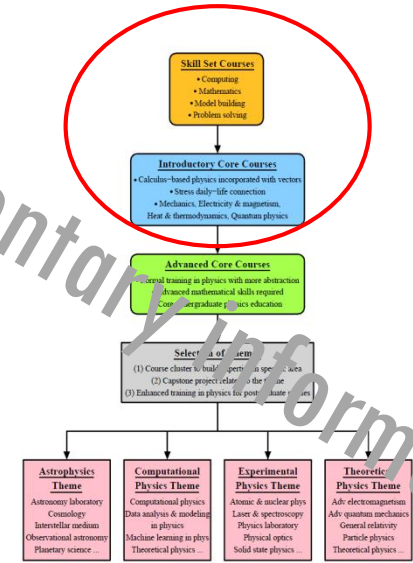 Skill Set Courses
• Computing
• Mathematics
• Model building
• Problem solving
Introductory Core Courses
• Calculus−based physics incorporated with vectors
• Stress daily−life connection
• Mechanics, Electricity & magnetism,
Heat & thermodynamics, Quantum physics
Advanced Core Courses
training in physics with more abstraction
mathematical skills required
physics education
Selection of
(1) Course cluster to build in area
(2) Capstone project the theme
(3) Enhanced training in physics for
Astrophysics
Theme
Astronomy laboratory
Cosmology
Interstellar medium
Observational astronomy
Planetary science ...
Computational
Physics Theme
Computational physics
Data analysis & modeling
in physics
Machine learning in phys
Theoretical physics ...
Experimental
Physics Theme
Atomic & nuclear phys
Laser & spectroscopy
Physics laboratory
Physical optics
Solid state physics ...
Physics Theme
Adv electromagnetism
Adv quantum mechanics
General relativity
Particle physics
Theoretical physics ...